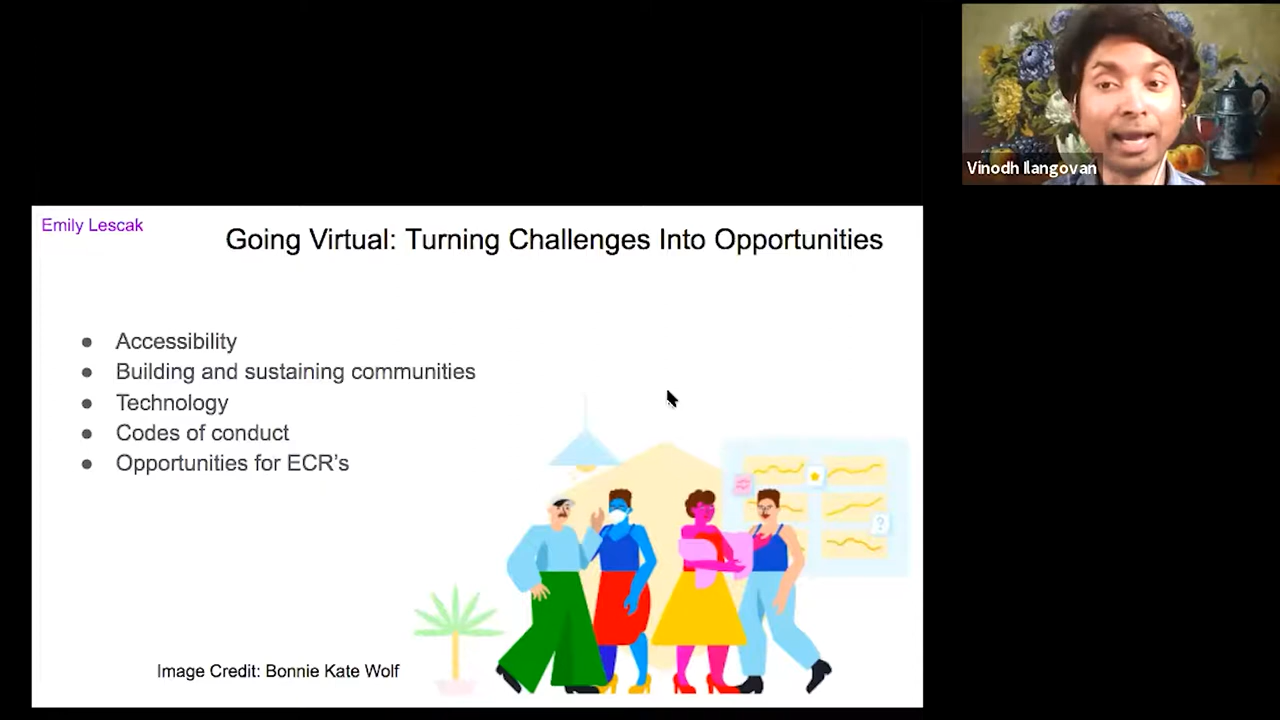 Vinodh Ilangovan
Emily Lescak
Going Virtual: Turning Challenges Into Opportunities
● Accessibility
● Building and sustaining communities
● Technology
● Codes of conduct
● Opportunities for ECR's
?
Image Credit: Bonnie Kate Wolf